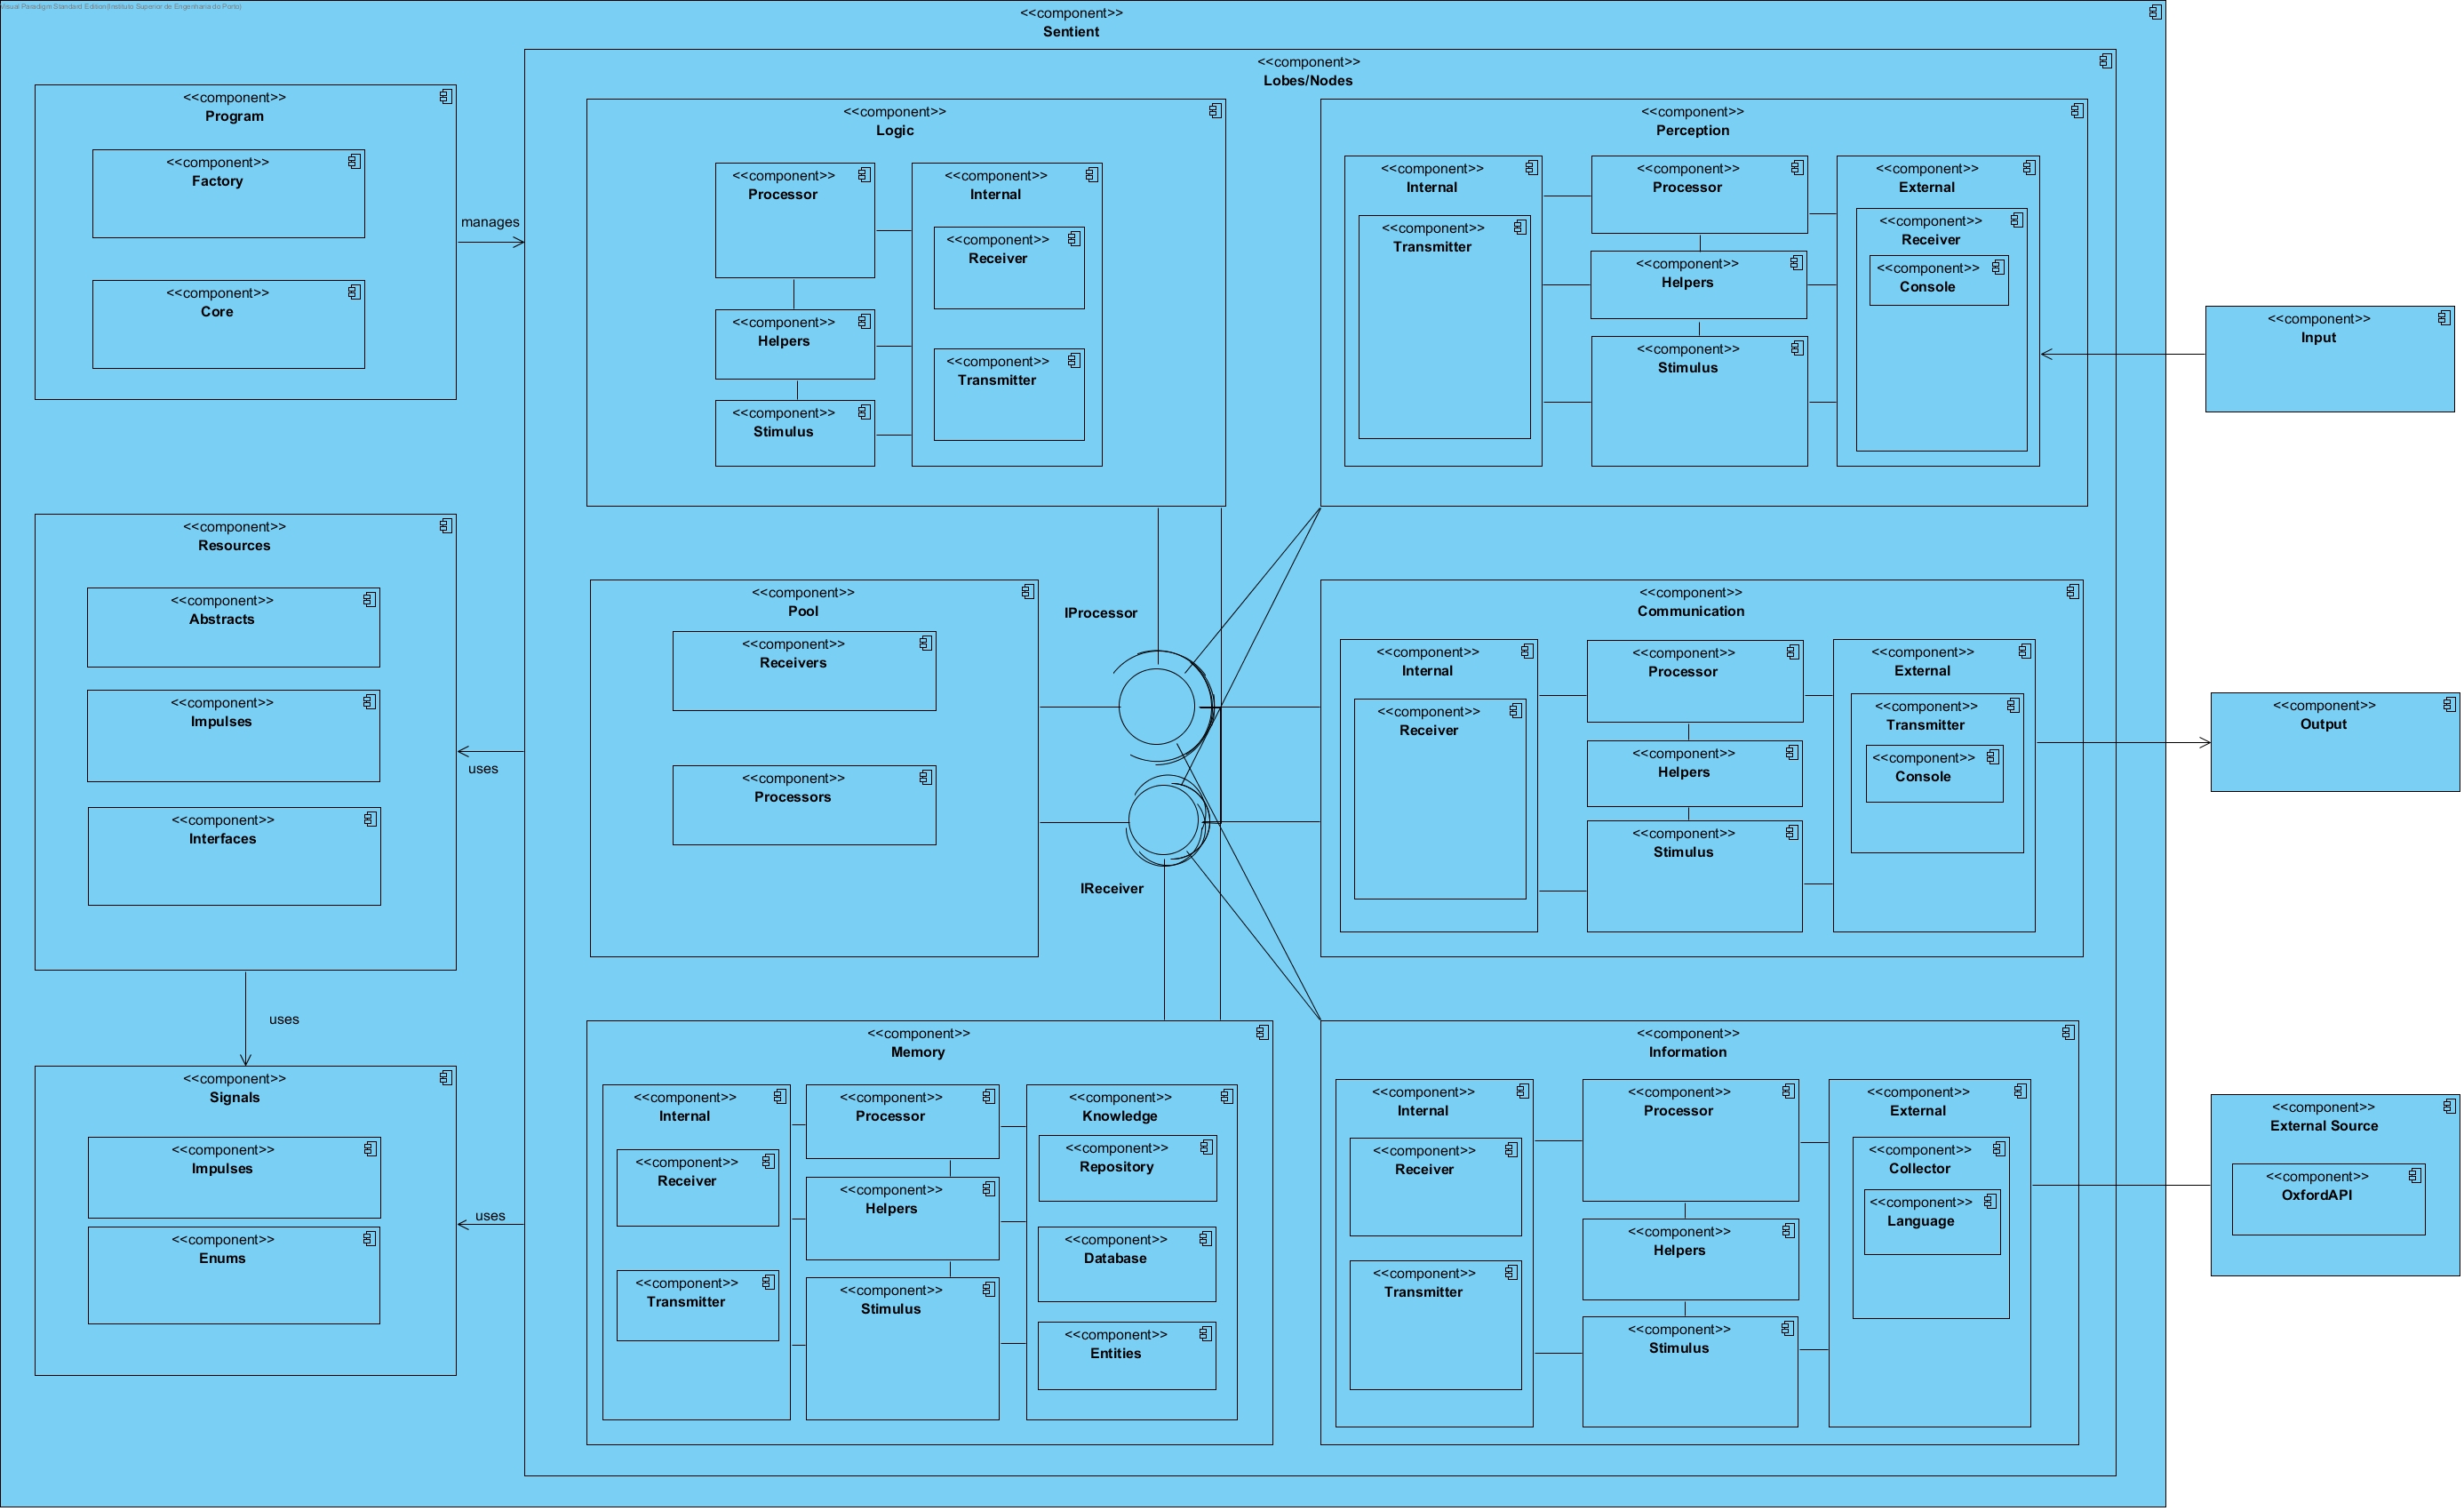 Visual Paradigm Standard Edition(Instituto Superior de Engenharia do Porto)
<<component>>
Sentient
<<component>>
Program
<<component>>
Factory
<<component>>
Core
manages
<<component>>
Resources
<<component>>
Abstracts
<<component>>
Impulses
<<component>>
Interfaces
uses
uses
<<component>>
Signals
<<component>>
Impulses
<<component>>
Enums
uses
<<component>>
Lobes/Nodes
<<component>>
Logic
<<component>>
Processor
<<component>>
Helpers
<<component>>
Stimulus
<<component>>
Internal
<<component>>
Receiver
<<component>>
Transmitter
<<component>>
Perception
<<component>>
Internal
<<component>>
Transmitter
<<component>>
Processor
<<component>>
Helpers
<<component>>
Stimulus
<<component>>
External
<<component>>
Receiver
<<component>>
Console
<<component>>
Input
<<component>>
Pool
<<component>>
Receivers
<<component>>
Processors
IProcessor
IReceiver
<<component>>
Communication
<<component>>
Internal
<<component>>
Receiver
<<component>>
Processor
<<component>>
Helpers
<<component>>
Stimulus
<<component>>
External
<<component>>
Transmitter
<<component>>
Console
<<component>>
Output
<<component>>
Memory
<<component>>
Internal
<<component>>
Receiver
<<component>>
Transmitter
<<component>>
Processor
<<component>>
Helpers
<<component>>
Stimulus
<<component>>
Knowledge
<<component>>
Repository
<<component>>
Database
<<component>>
Entities
<<component>>
Information
<<component>>
Internal
<<component>>
Receiver
<<component>>
Transmitter
<<component>>
Processor
<<component>>
Helpers
<<component>>
Stimulus
<<component>>
External
<<component>>
Collector
<<component>>
Language
<<component>>
External Source
<<component>>
OxfordAPI